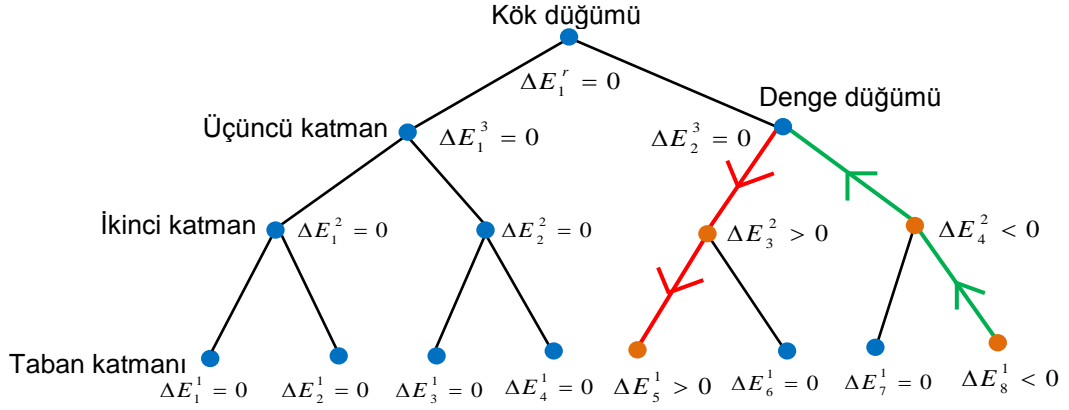 Kök düğümü
ΔE₁ʳ = 0
Denge düğümü
Üçüncü katman
ΔE₁³ = 0
ΔE₂³ = 0
İkinci katman
ΔE₁² = 0
ΔE₂² = 0
ΔE₃² > 0
ΔE₄² < 0
Taban katmanı
ΔE₁¹ = 0
ΔE₂¹ = 0
ΔE₃¹ = 0
ΔE₄¹ = 0
ΔE₅¹ > 0
ΔE₆¹ = 0
ΔE₇¹ = 0
ΔE₈¹ < 0